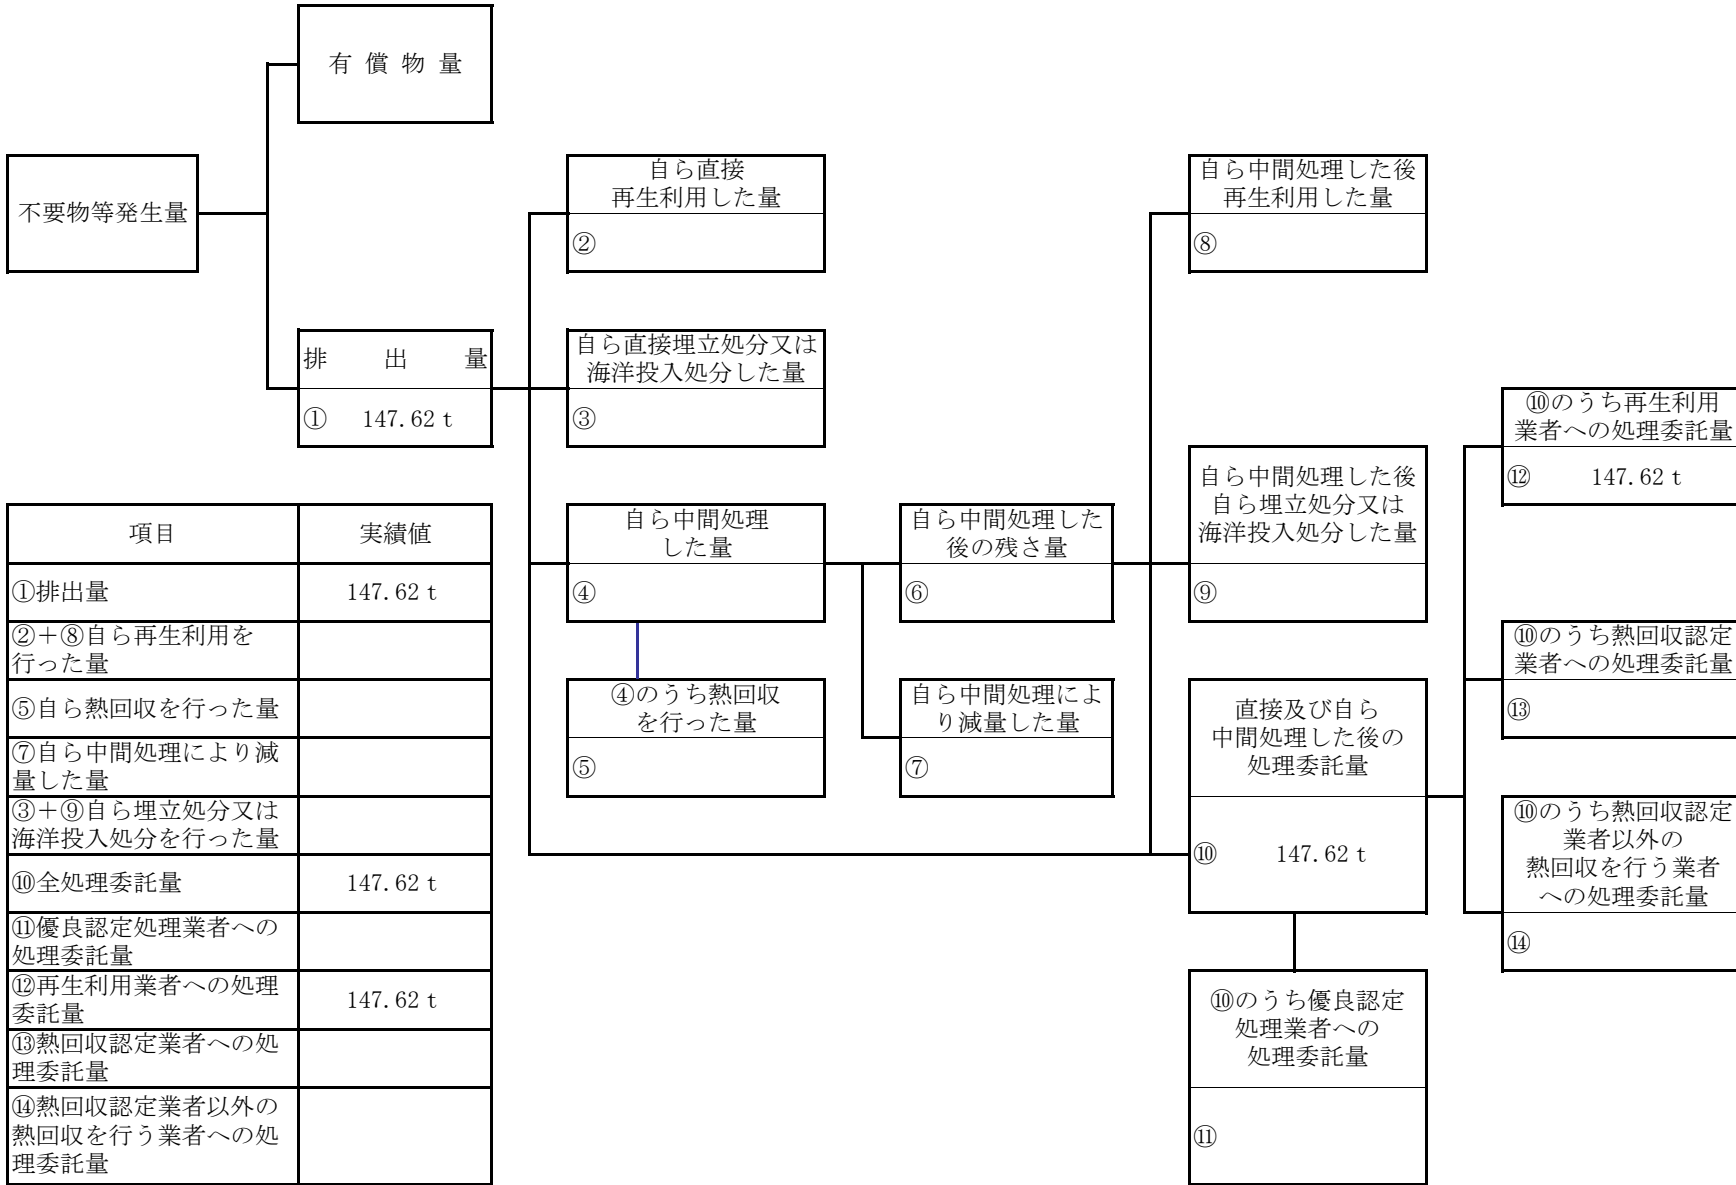 有償物量
不要物等発生量
自ら直接
再生利用した量
②
自ら中間処理した後
再生利用した量
⑧
排出量
① 147.62 t
自ら直接埋立処分又は
海洋投入処分した量
③
⑩のうち再生利用
業者への処理委託量
⑫ 147.62 t
自ら中間処理した後
自ら埋立処分又は
海洋投入処分した量
⑨
自ら中間処理
した量
④
自ら中間処理した
後の残さ量
⑥
⑩のうち熱回収認定
業者への処理委託量
⑬
④のうち熱回収
を行った量
⑤
自ら中間処理によ
り減量した量
⑦
直接及び自ら
中間処理した後の
処理委託量
⑩ 147.62 t
⑩のうち熱回収認定
業者以外の
熱回収を行う業者
への処理委託量
⑭
⑩のうち優良認定
処理業者への
処理委託量
⑪
項目 実績値
①排出量 147.62 t
②＋⑧自ら再生利用を
行った量
⑤自ら熱回収を行った量
⑦自ら中間処理により減
量した量
③＋⑨自ら埋立処分又は
海洋投入処分を行った量
⑩全処理委託量 147.62 t
⑪優良認定処理業者への
処理委託量
⑫再生利用業者への処理
委託量 147.62 t
⑬熱回収認定業者への処
理委託量
⑭熱回収認定業者以外の
熱回収を行う業者への処
理委託量